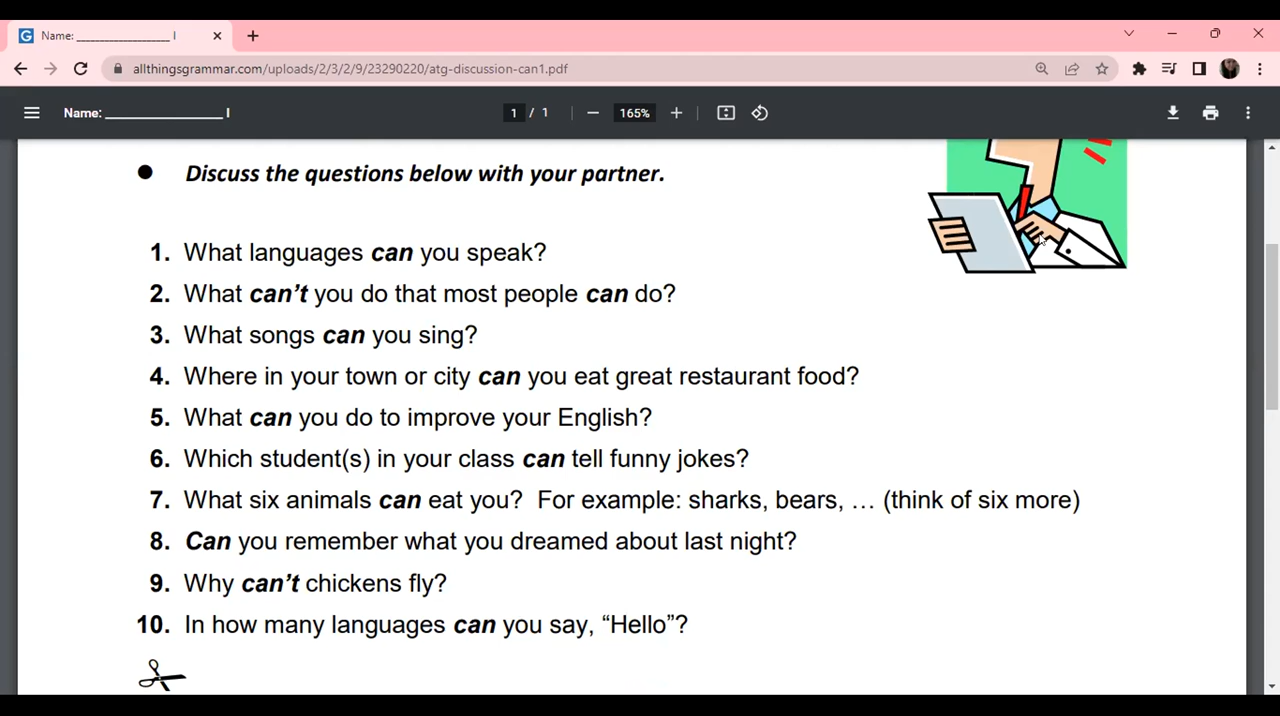 Name: ___________________ l
allthingsgrammar.com/uploads/2/3/2/9/23290220/atg-discussion-can1.pdf
Name: ___________________ l
1 / 1
165%
Discuss the questions below with your partner.
1. What languages can you speak?
2. What can’t you do that most people can do?
3. What songs can you sing?
4. Where in your town or city can you eat great restaurant food?
5. What can you do to improve your English?
6. Which student(s) in your class can tell funny jokes?
7. What six animals can eat you? For example: sharks, bears, … (think of six more)
8. Can you remember what you dreamed about last night?
9. Why can’t chickens fly?
10. In how many languages can you say, “Hello”?